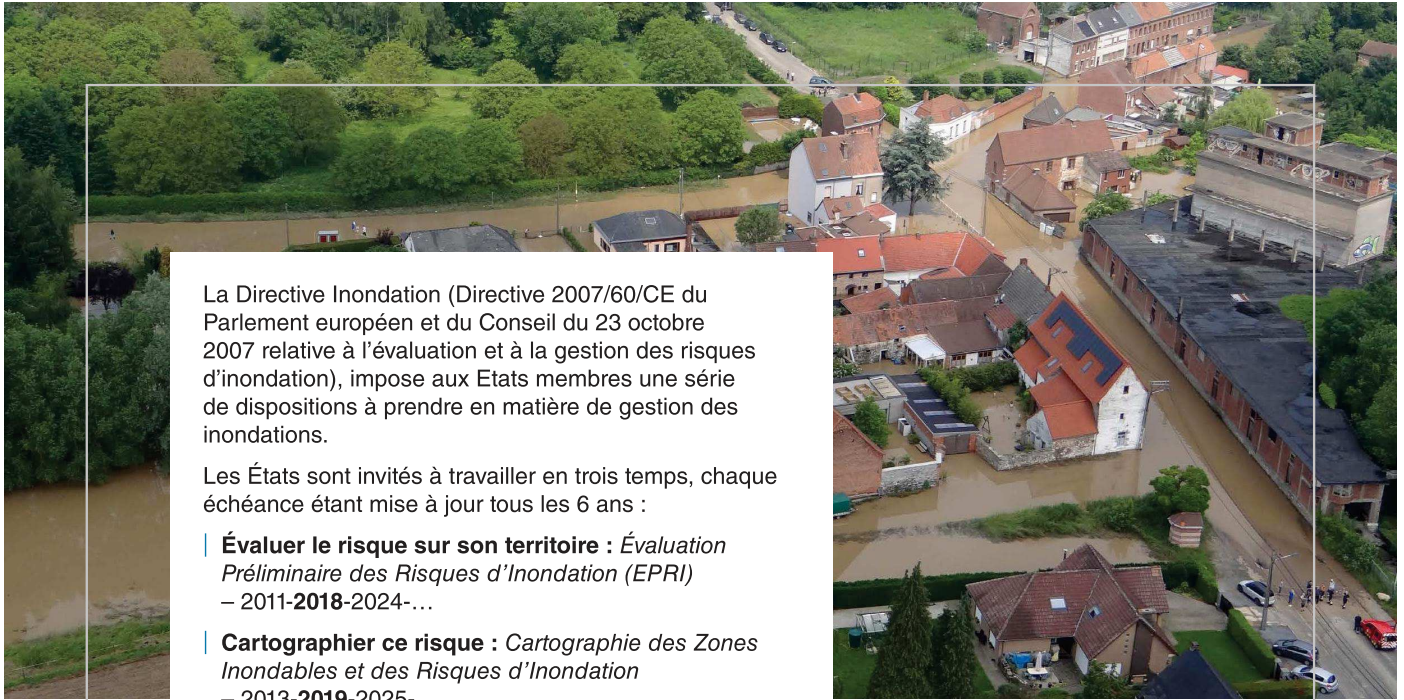 La Directive Inondation (Directive 2007/60/CE du
Parlement européen et du Conseil du 23 octobre
2007 relative à l’évaluation et à la gestion des risques
d’inondation), impose aux Etats membres une série
de dispositions à prendre en matière de gestion des
inondations.
Les États sont invités à travailler en trois temps, chaque
échéance étant mise à jour tous les 6 ans :
Évaluer le risque sur son territoire : Évaluation
Préliminaire des Risques d’Inondation (EPRI)
– 2011-2018-2024-…
Cartographier ce risque : Cartographie des Zones
Inondables et des Risques d’Inondation
– 2013-2019-2025-